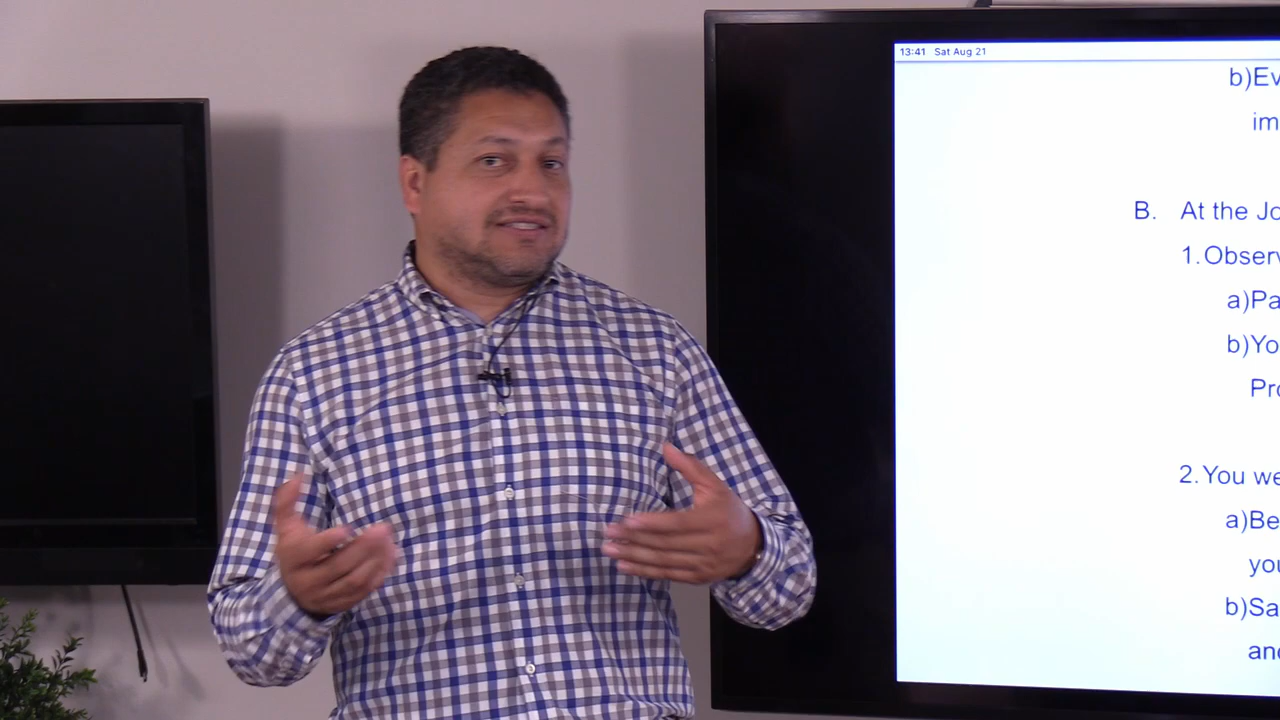 13:41 Sat Aug 21
b)Ev
im
B. At the Jo
1.Observ
a)Pa
b)Yo
Pro
2.You we
a)Be
you
b)Sa
and